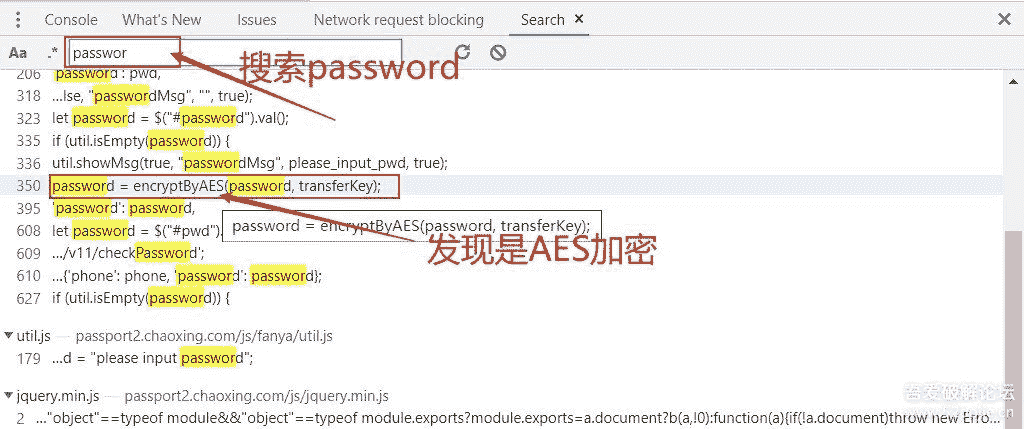 Console What's New Issues Network request blocking Search ×
Aa .* passwor
搜索password
206 'password': pwd,
318 ...lse, "passwordMsg", "", true);
323 let password = $("#password").val();
335 if (util.isEmpty(password)) {
336 util.showMsg(true, "passwordMsg", please_input_pwd, true);
350 password = encryptByAES(password, transferKey);
395 'password': password,
608 let password = $("#pwd").
password = encryptByAES(password, transferKey);
发现是AES加密
609 .../v11/checkPassword';
610 ...{'phone': phone, 'password': password};
627 if (util.isEmpty(password)) {
util.js — passport2.chaoxing.com/js/fanya/util.js
179 ...d = "please input password";
jquery.min.js — passport2.chaoxing.com/js/jquery.min.js
2 ..."object"==typeof module&&"object"==typeof module.exports?module.exports=a.document?b(a,!0):function(a){if(!a.document)throw new Erro...
吾爱破解论坛